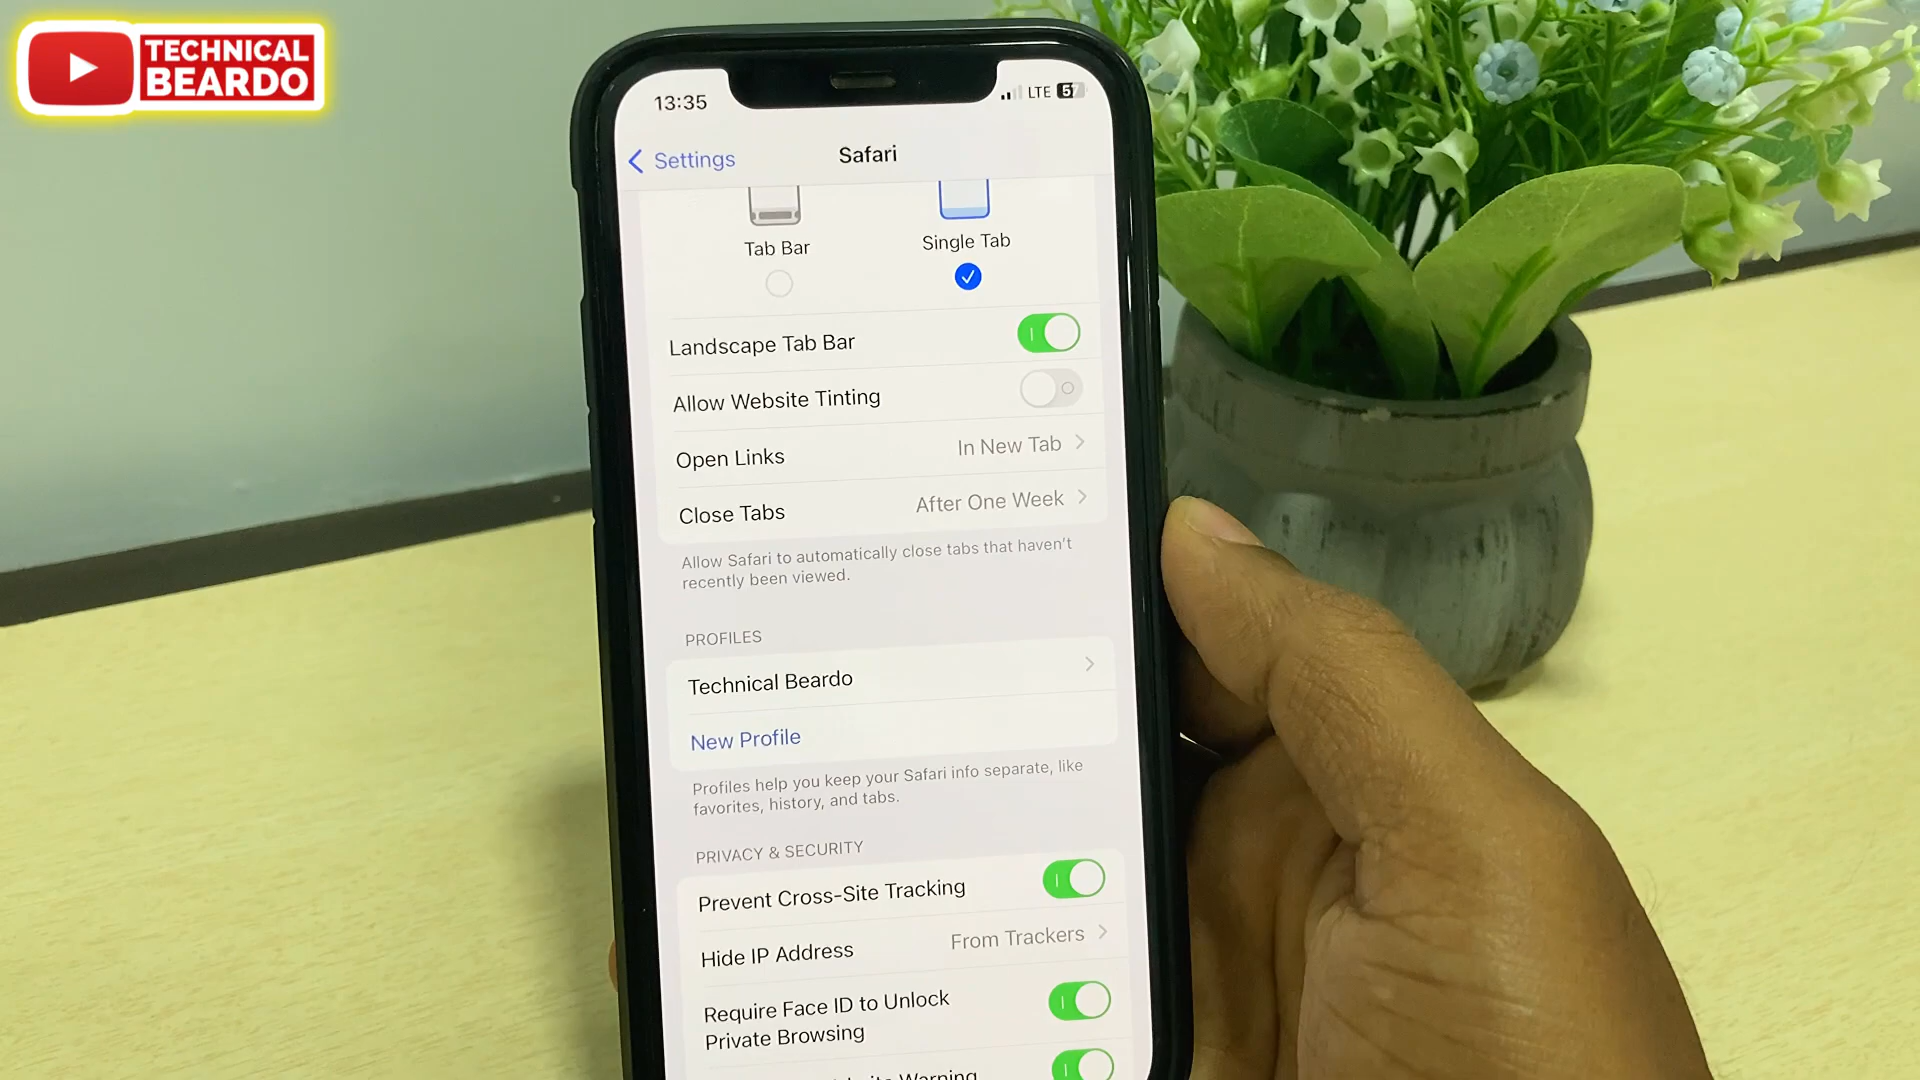 TECHNICAL
BEARDO
13:35
LTE 57
Settings
Safari
Tab Bar
Single Tab
Landscape Tab Bar
Allow Website Tinting
Open Links
In New Tab
Close Tabs
After One Week
Allow Safari to automatically close tabs that haven't
recently been viewed.
PROFILES
Technical Beardo
New Profile
Profiles help you keep your Safari info separate, like
favorites, history, and tabs.
PRIVACY & SECURITY
Prevent Cross-Site Tracking
Hide IP Address
From Trackers
Require Face ID to Unlock
Private Browsing
Warning